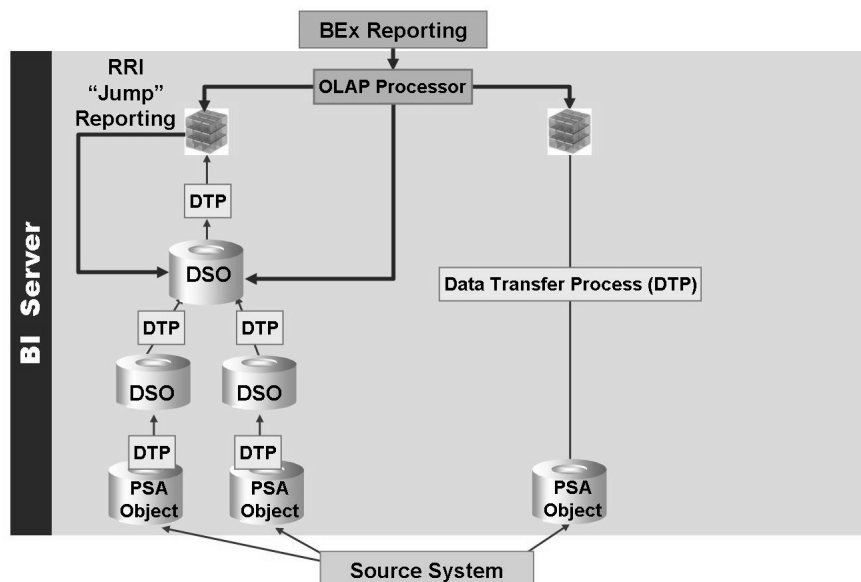 BEx Reporting
OLAP Processor
RRI
“Jump”
Reporting
DTP
DSO
Data Transfer Process (DTP)
DTP
DTP
DSO
DSO
DTP
DTP
PSA
Object
PSA
Object
PSA
Object
Source System
BI Server